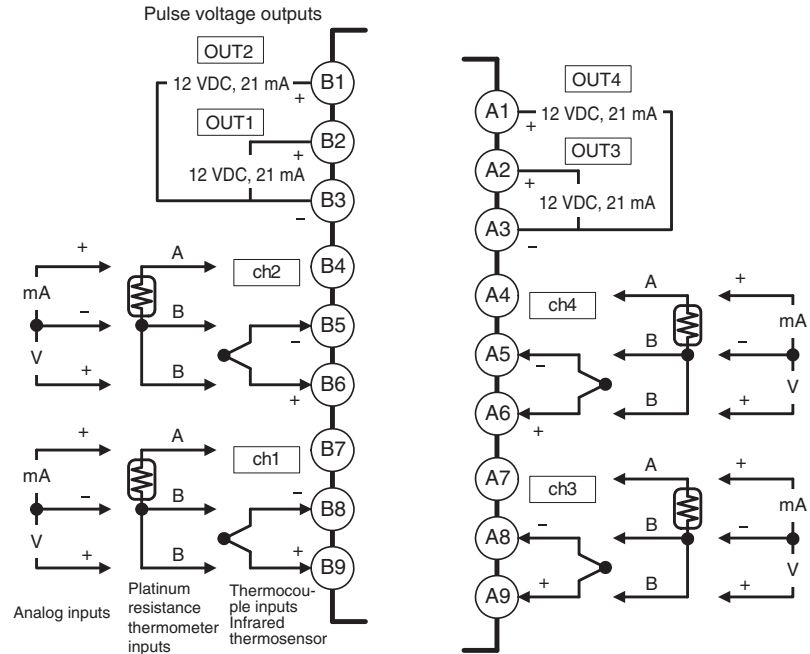 Pulse voltage outputs
OUT2
12 VDC, 21 mA
+
B1
OUT1
+
B2
12 VDC, 21 mA
–
B3
+
A
ch2
B4
mA
–
B
–
B5
V
+
B
+
B6
+
A
ch1
B7
mA
–
B
–
B8
V
+
B
+
B9
Analog inputs
Platinum
resistance
thermometer
inputs
Thermocou-
ple inputs
Infrared
thermosensor
OUT4
A1
+
12 VDC, 21 mA
OUT3
A2
+
12 VDC, 21 mA
A3
–
A4
ch4
A
+
mA
A5
–
B
–
V
A6
+
B
+
A7
ch3
A
+
mA
A8
–
B
–
V
A9
+
B
+